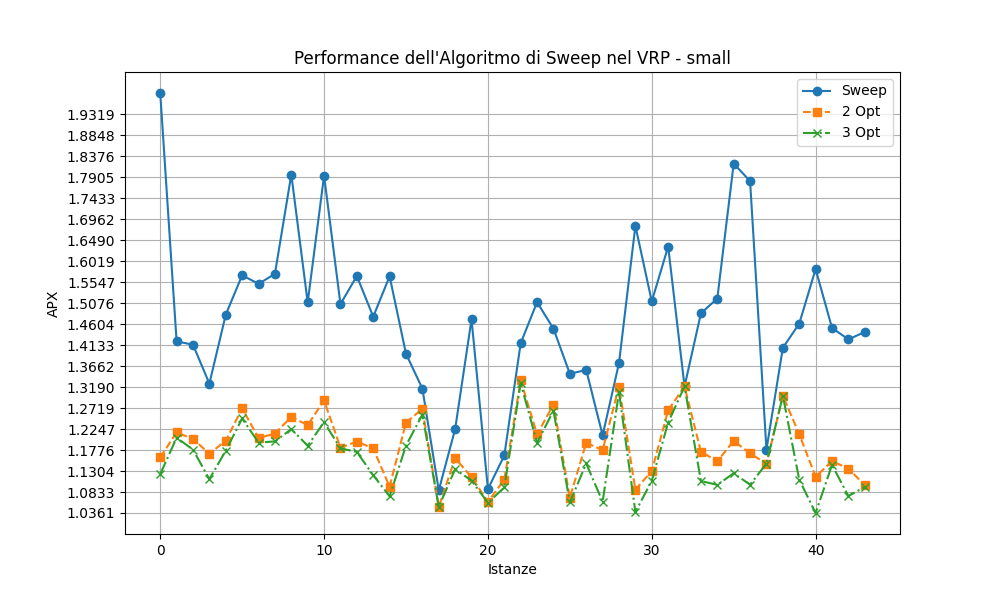 Performance dell'Algoritmo di Sweep nel VRP - small
Sweep
2 Opt
3 Opt
APX
1.9319
1.8848
1.8376
1.7905
1.7433
1.6962
1.6490
1.6019
1.5547
1.5076
1.4604
1.4133
1.3662
1.3190
1.2719
1.2247
1.1776
1.1304
1.0833
1.0361
0 10 20 30 40
Istanze